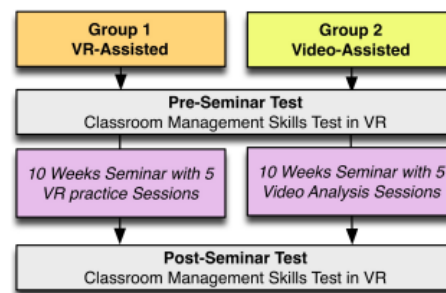 Group 1
VR-Assisted
Group 2
Video-Assisted
Pre-Seminar Test
Classroom Management Skills Test in VR
10 Weeks Seminar with 5
VR practice Sessions
10 Weeks Seminar with 5
Video Analysis Sessions
Post-Seminar Test
Classroom Management Skills Test in VR